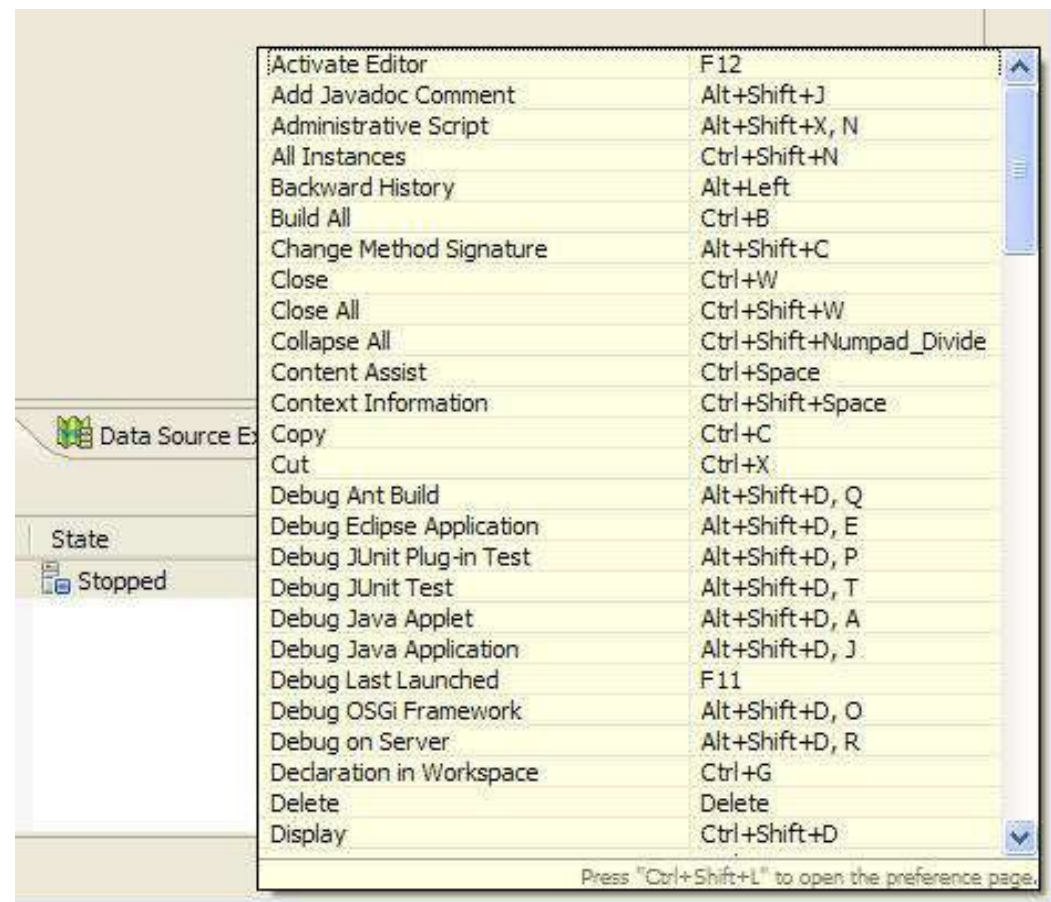 Activate Editor F12
Add Javadoc Comment Alt+Shift+J
Administrative Script Alt+Shift+X, N
All Instances Ctrl+Shift+N
Backward History Alt+Left
Build All Ctrl+B
Change Method Signature Alt+Shift+C
Close Ctrl+W
Close All Ctrl+Shift+W
Collapse All Ctrl+Shift+Numpad_Divide
Content Assist Ctrl+Space
Context Information Ctrl+Shift+Space
Data Source Ex
Copy Ctrl+C
Cut Ctrl+X
Debug Ant Build Alt+Shift+D, Q
State
Debug Eclipse Application Alt+Shift+D, E
Debug JUnit Plug-in Test Alt+Shift+D, P
Stopped
Debug JUnit Test Alt+Shift+D, T
Debug Java Applet Alt+Shift+D, A
Debug Java Application Alt+Shift+D, J
Debug Last Launched F11
Debug OSGi Framework Alt+Shift+D, O
Debug on Server Alt+Shift+D, R
Declaration in Workspace Ctrl+G
Delete Delete
Display Ctrl+Shift+D
Press "Ctrl+Shift+L" to open the preference page.